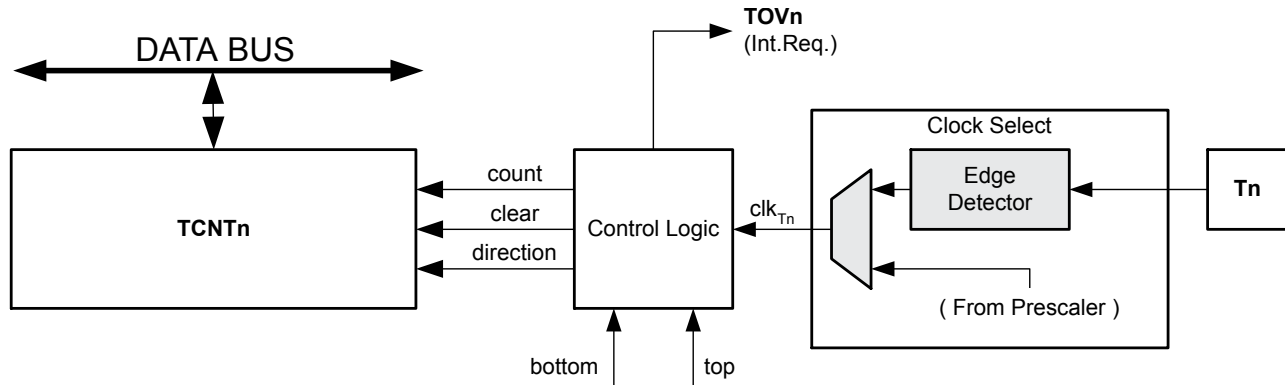 TOVn
(Int.Req.)
DATA BUS
Clock Select
count
Edge
Detector
Tn
TCNTn
clear
Control Logic
clkTn
direction
( From Prescaler )
bottom
top